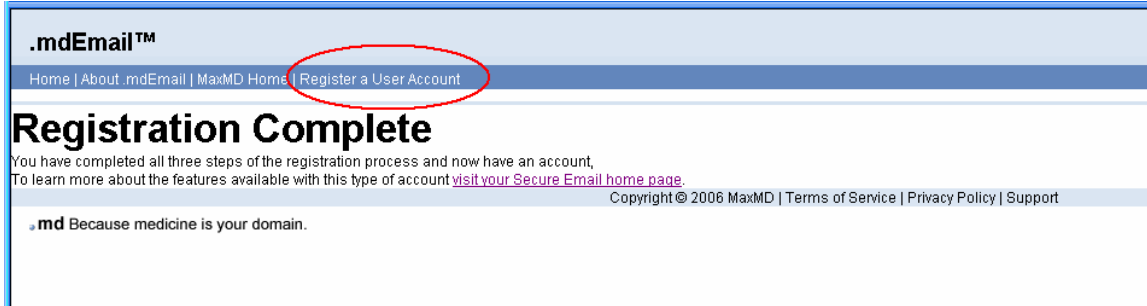 .mdEmail™
Home | About .mdEmail | MaxMD Home | Register a User Account
Registration Complete
You have completed all three steps of the registration process and now have an account,
To learn more about the features available with this type of account visit your Secure Email home page.
Copyright © 2006 MaxMD | Terms of Service | Privacy Policy | Support
.md Because medicine is your domain.